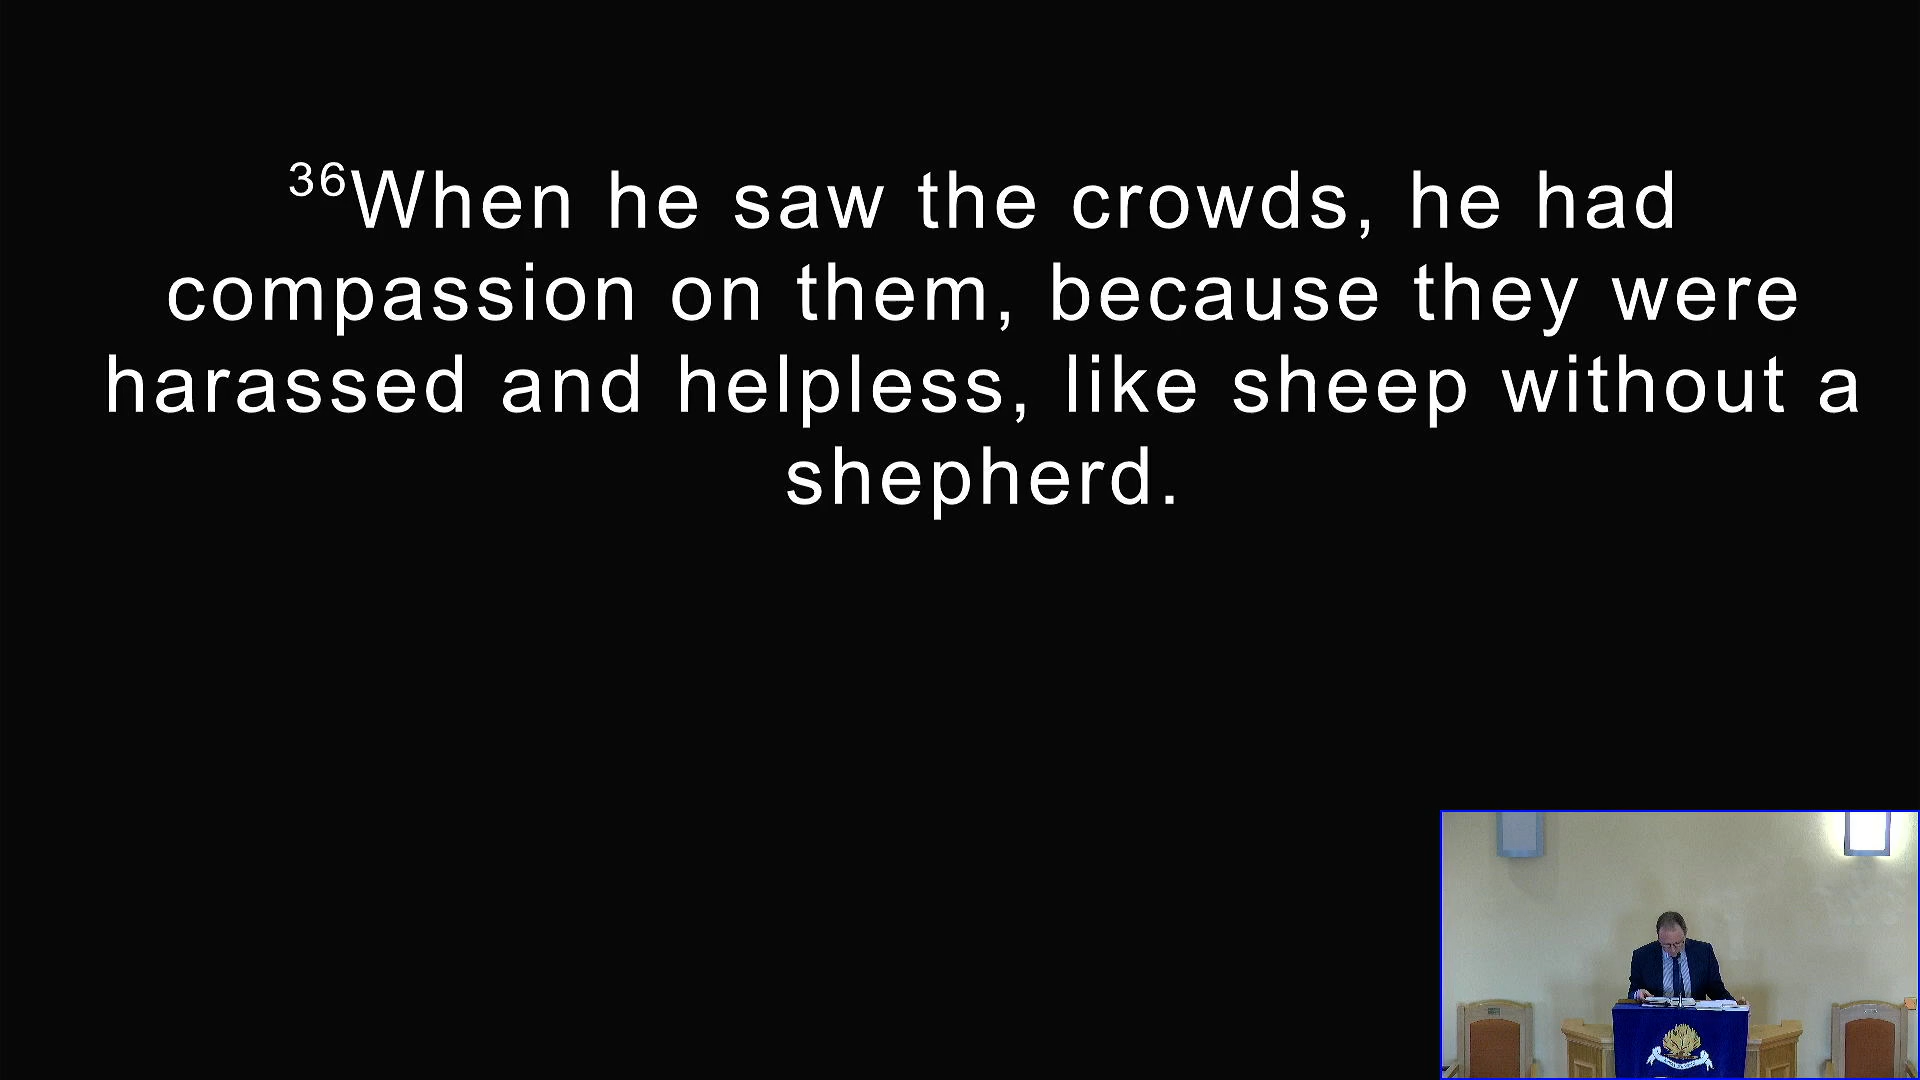 ³⁶When he saw the crowds, he had
compassion on them, because they were
harassed and helpless, like sheep without a
shepherd.